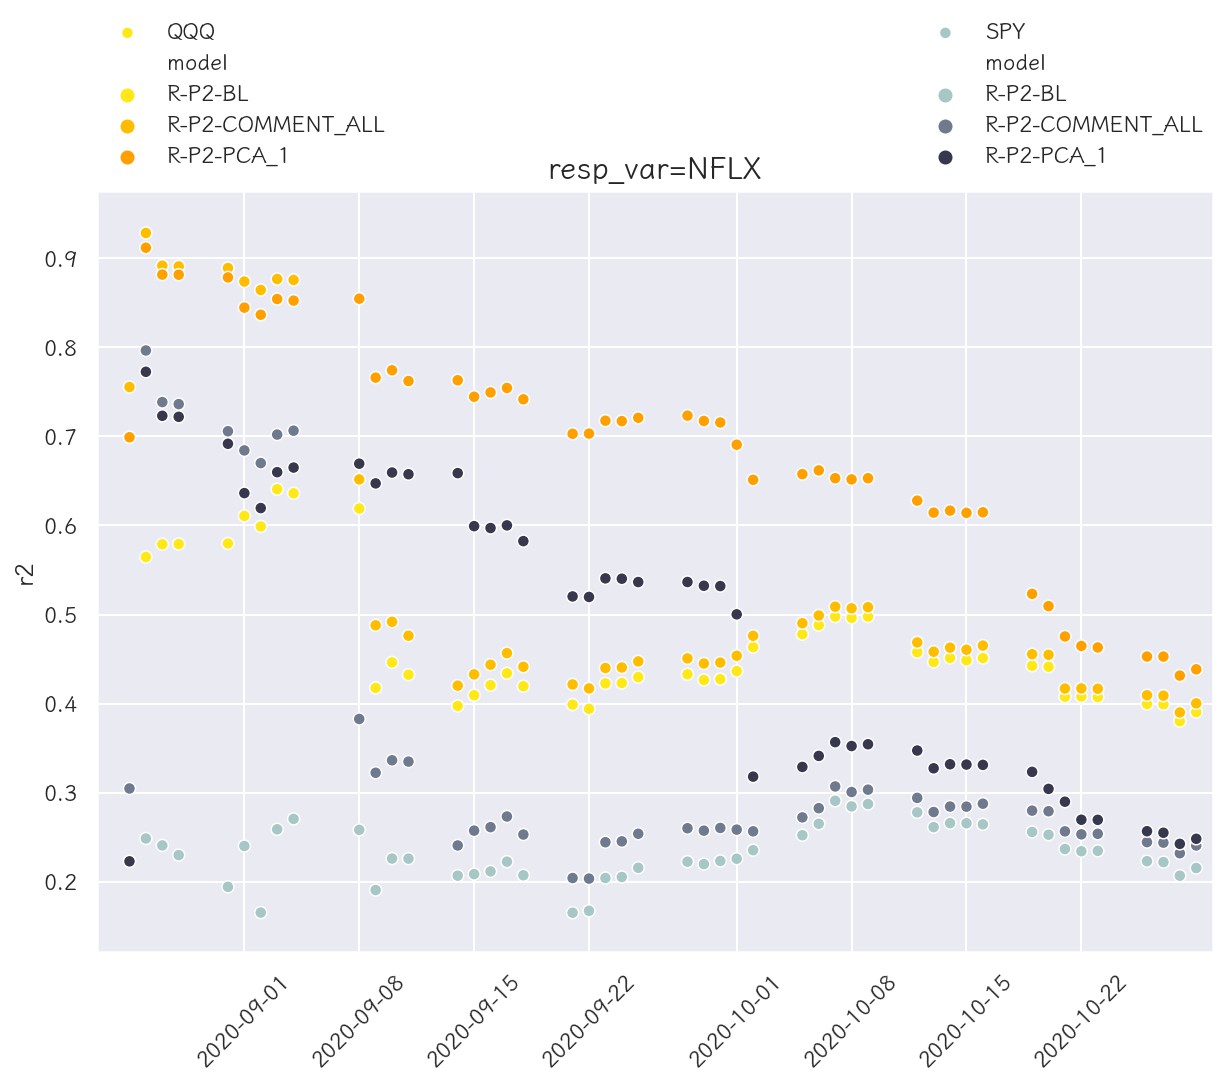 QQQ
model
R-P2-BL
R-P2-COMMENT_ALL
R-P2-PCA_1
SPY
model
R-P2-BL
R-P2-COMMENT_ALL
R-P2-PCA_1
resp_var=NFLX
0.9
0.8
0.7
0.6
0.5
0.4
0.3
0.2
r2
2020-09-01
2020-09-08
2020-09-15
2020-09-22
2020-10-01
2020-10-08
2020-10-15
2020-10-22